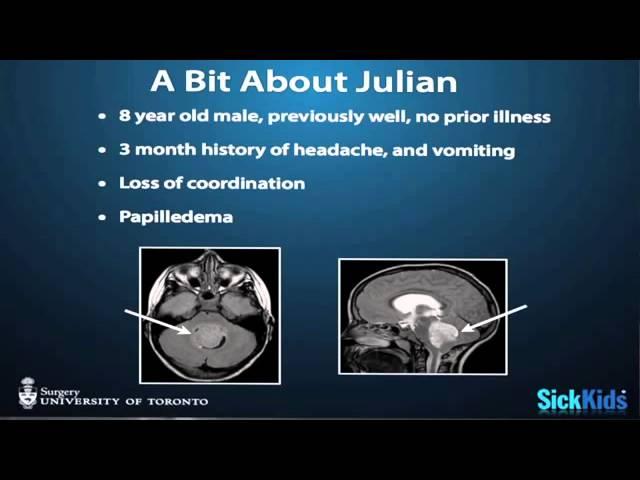 A Bit About Julian
• 8 year old male, previously well, no prior illness
• 3 month history of headache, and vomiting
• Loss of coordination
• Papilledema
Surgery
UNIVERSITY OF TORONTO
SickKids